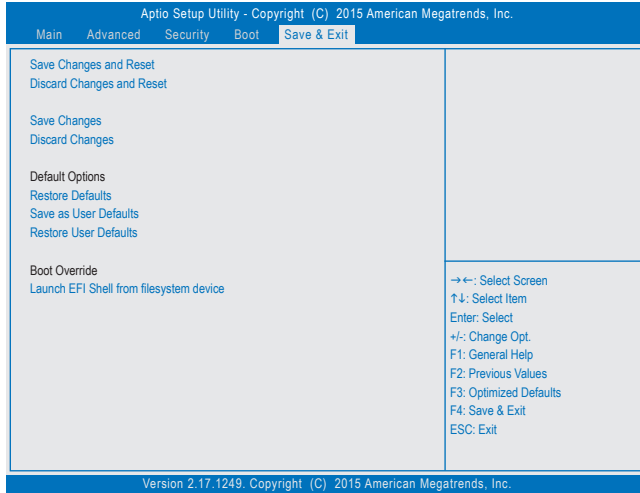 Aptio Setup Utility - Copyright (C) 2015 American Megatrends, Inc.
Main Advanced Security Boot Save & Exit
Save Changes and Reset
Discard Changes and Reset
Save Changes
Discard Changes
Default Options
Restore Defaults
Save as User Defaults
Restore User Defaults
Boot Override
Launch EFI Shell from filesystem device
→←: Select Screen
↑↓: Select Item
Enter: Select
+/-: Change Opt.
F1: General Help
F2: Previous Values
F3: Optimized Defaults
F4: Save & Exit
ESC: Exit
Version 2.17.1249. Copyright (C) 2015 American Megatrends, Inc.